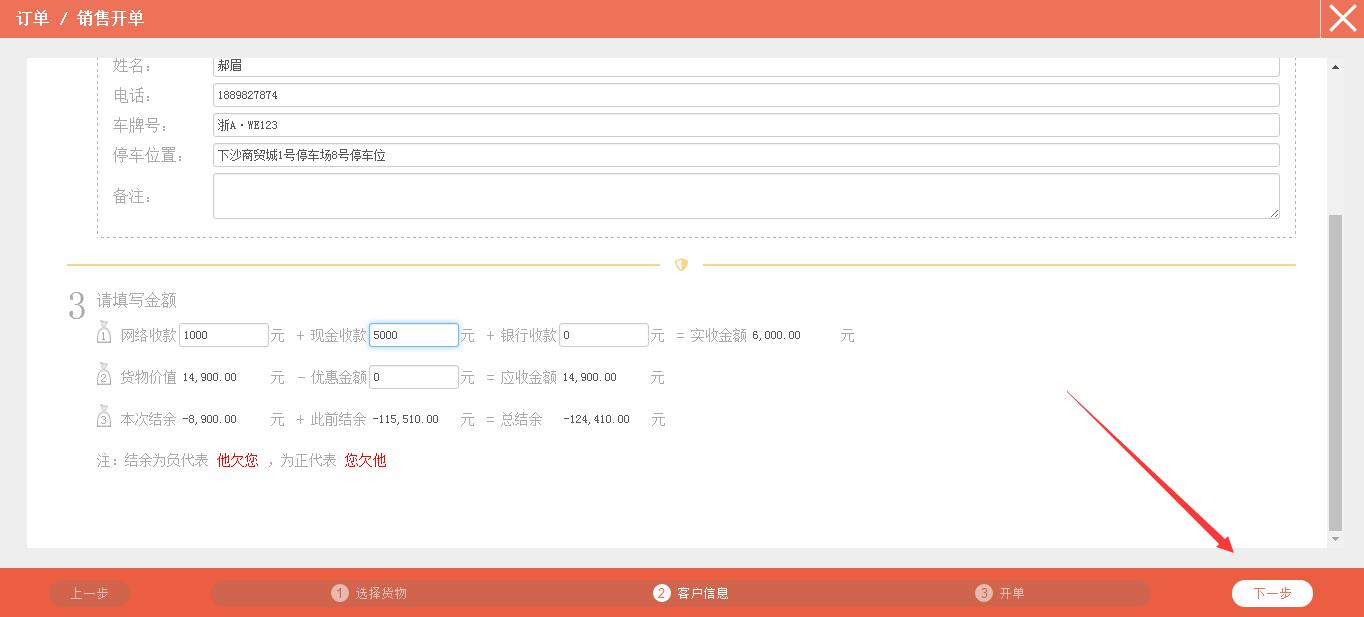 订单 / 销售开单
姓名： 郝眉
电话： 1889827874
车牌号： 浙A·WE123
停车位置： 下沙商贸城1号停车场8号停车位
备注：
3 请填写金额
1 网络收款 1000 元 + 现金收款 5000 元 + 银行收款 0 元 = 实收金额 6,000.00 元
2 货物价值 14,900.00 元 - 优惠金额 0 元 = 应收金额 14,900.00 元
3 本次结余 -8,900.00 元 + 此前结余 -115,510.00 元 = 总结余 -124,410.00 元
注：结余为负代表 他欠您 ，为正代表 您欠他
上一步 1 选择货物 2 客户信息 3 开单 下一步